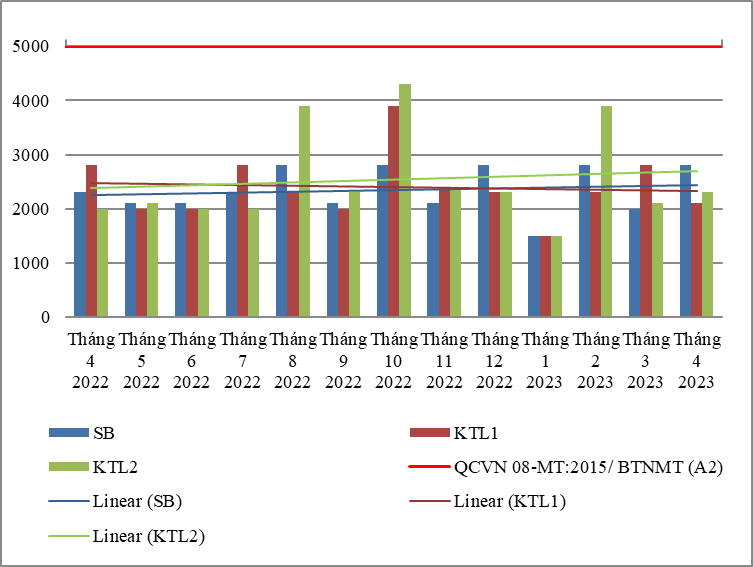 5000
4000
3000
2000
1000
0
Tháng Tháng Tháng Tháng Tháng Tháng Tháng Tháng Tháng Tháng Tháng Tháng Tháng
4 5 6 7 8 9 10 11 12 1 2 3 4
2022 2022 2022 2022 2022 2022 2022 2022 2022 2023 2023 2023 2023
SB KTL1
KTL2 QCVN 08-MT:2015/ BTNMT (A2)
Linear (SB) Linear (KTL1)
Linear (KTL2)